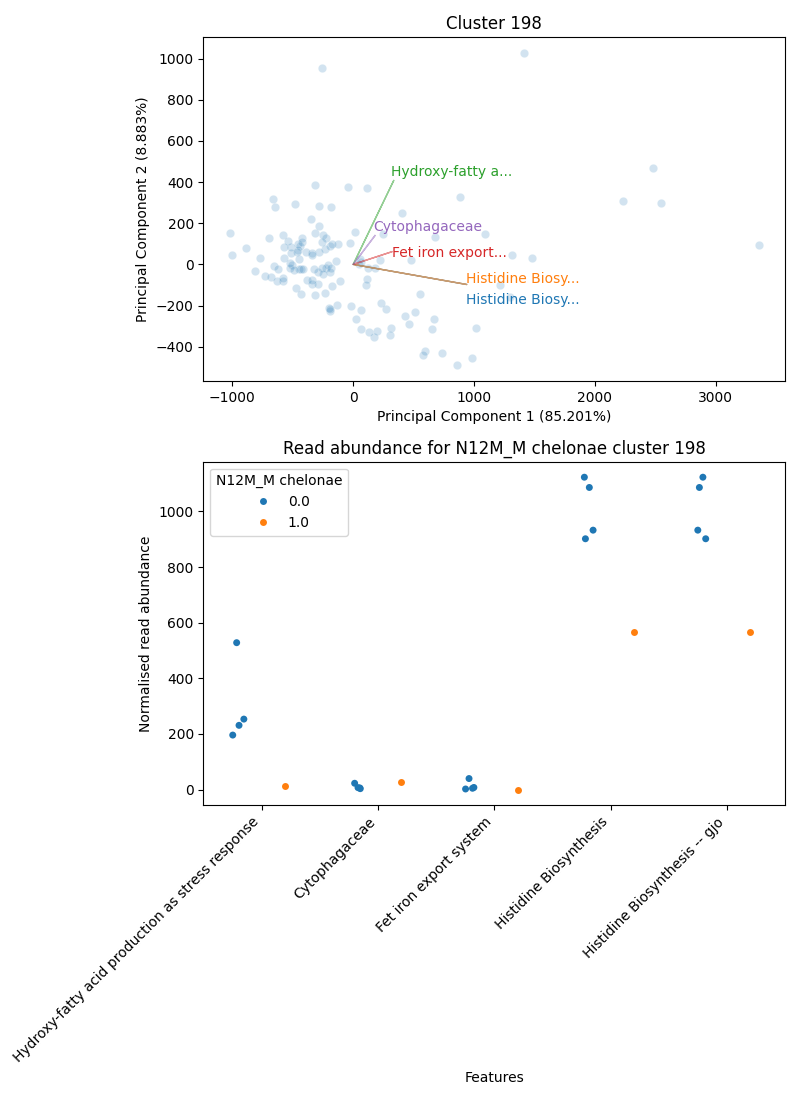 Cluster 198
Principal Component 2 (8.883%)
1000
800
600
400
200
0
−200
−400
Hydroxy-fatty a...
Cytophagaceae
Fet iron export...
Histidine Biosy...
Histidine Biosy...
−1000
0
1000
2000
3000
Principal Component 1 (85.201%)
Read abundance for N12M_M chelonae cluster 198
Normalised read abundance
1000
800
600
400
200
0
N12M_M chelonae
0.0
1.0
Hydroxy-fatty acid production as stress response
Cytophagaceae
Fet iron export system
Histidine Biosynthesis
Histidine Biosynthesis -- gjo
Features